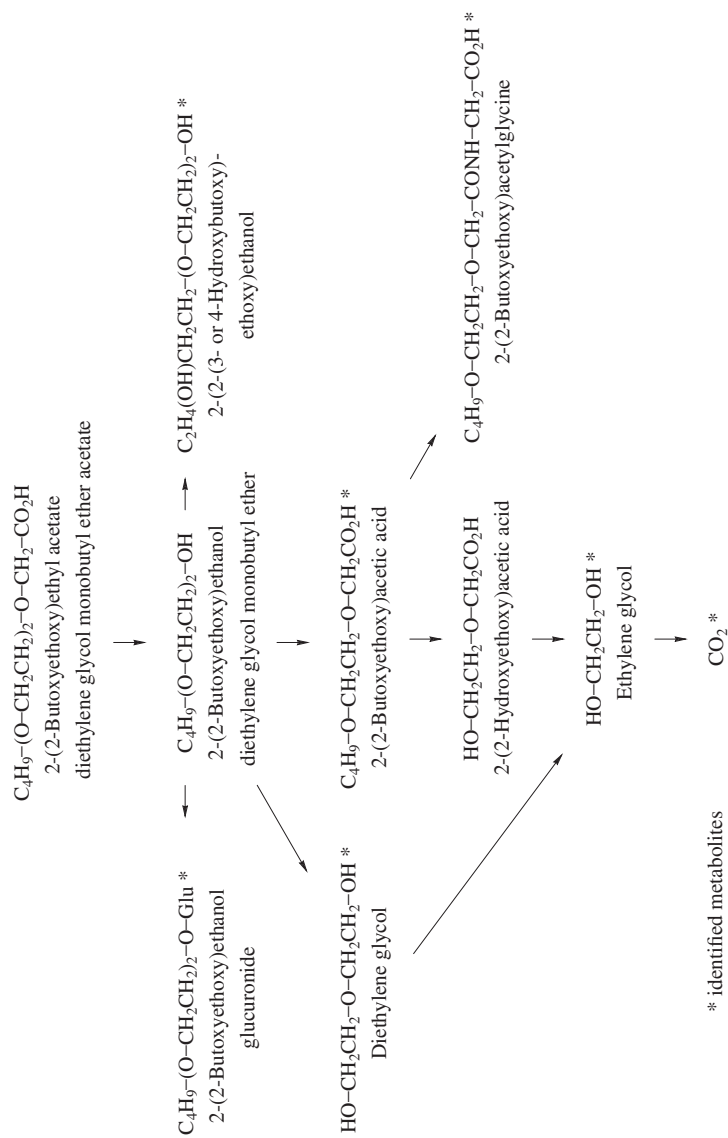 C₄H₉–(O–CH₂CH₂)₂–O–CH₂–CO₂H
2-(2-Butoxyethoxy)ethyl acetate
diethylene glycol monobutyl ether acetate
C₄H₉–(O–CH₂CH₂)₂–O–Glu *
2-(2-Butoxyethoxy)ethanol
glucuronide
C₄H₉–(O–CH₂CH₂)₂–OH
2-(2-Butoxyethoxy)ethanol
diethylene glycol monobutyl ether
C₂H₄(OH)CH₂CH₂–(O–CH₂CH₂)₂–OH *
2-(2-(3- or 4-Hydroxybutoxy)-
ethoxy)ethanol
HO–CH₂CH₂–O–CH₂CH₂–OH *
Diethylene glycol
C₄H₉–O–CH₂CH₂–O–CH₂CO₂H *
2-(2-Butoxyethoxy)acetic acid
HO–CH₂CH₂–O–CH₂CO₂H
2-(2-Hydroxyethoxy)acetic acid
C₄H₉–O–CH₂CH₂–O–CH₂–CONH–CH₂–CO₂H *
2-(2-Butoxyethoxy)acetylglycine
HO–CH₂CH₂–OH *
Ethylene glycol
CO₂ *
* identified metabolites